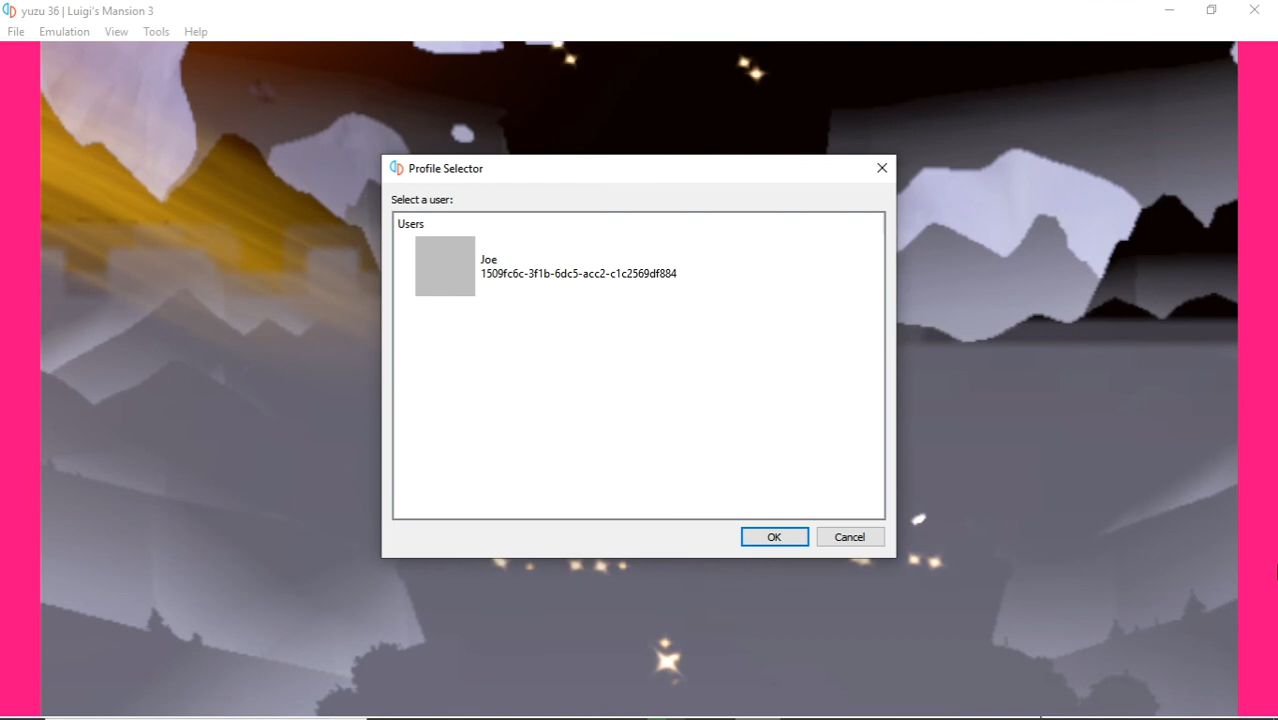 yuzu 36 | Luigi's Mansion 3
File Emulation View Tools Help
Profile Selector
Select a user:
Users
Joe
1509fc6c-3f1b-6dc5-acc2-c1c2569df884
OK Cancel